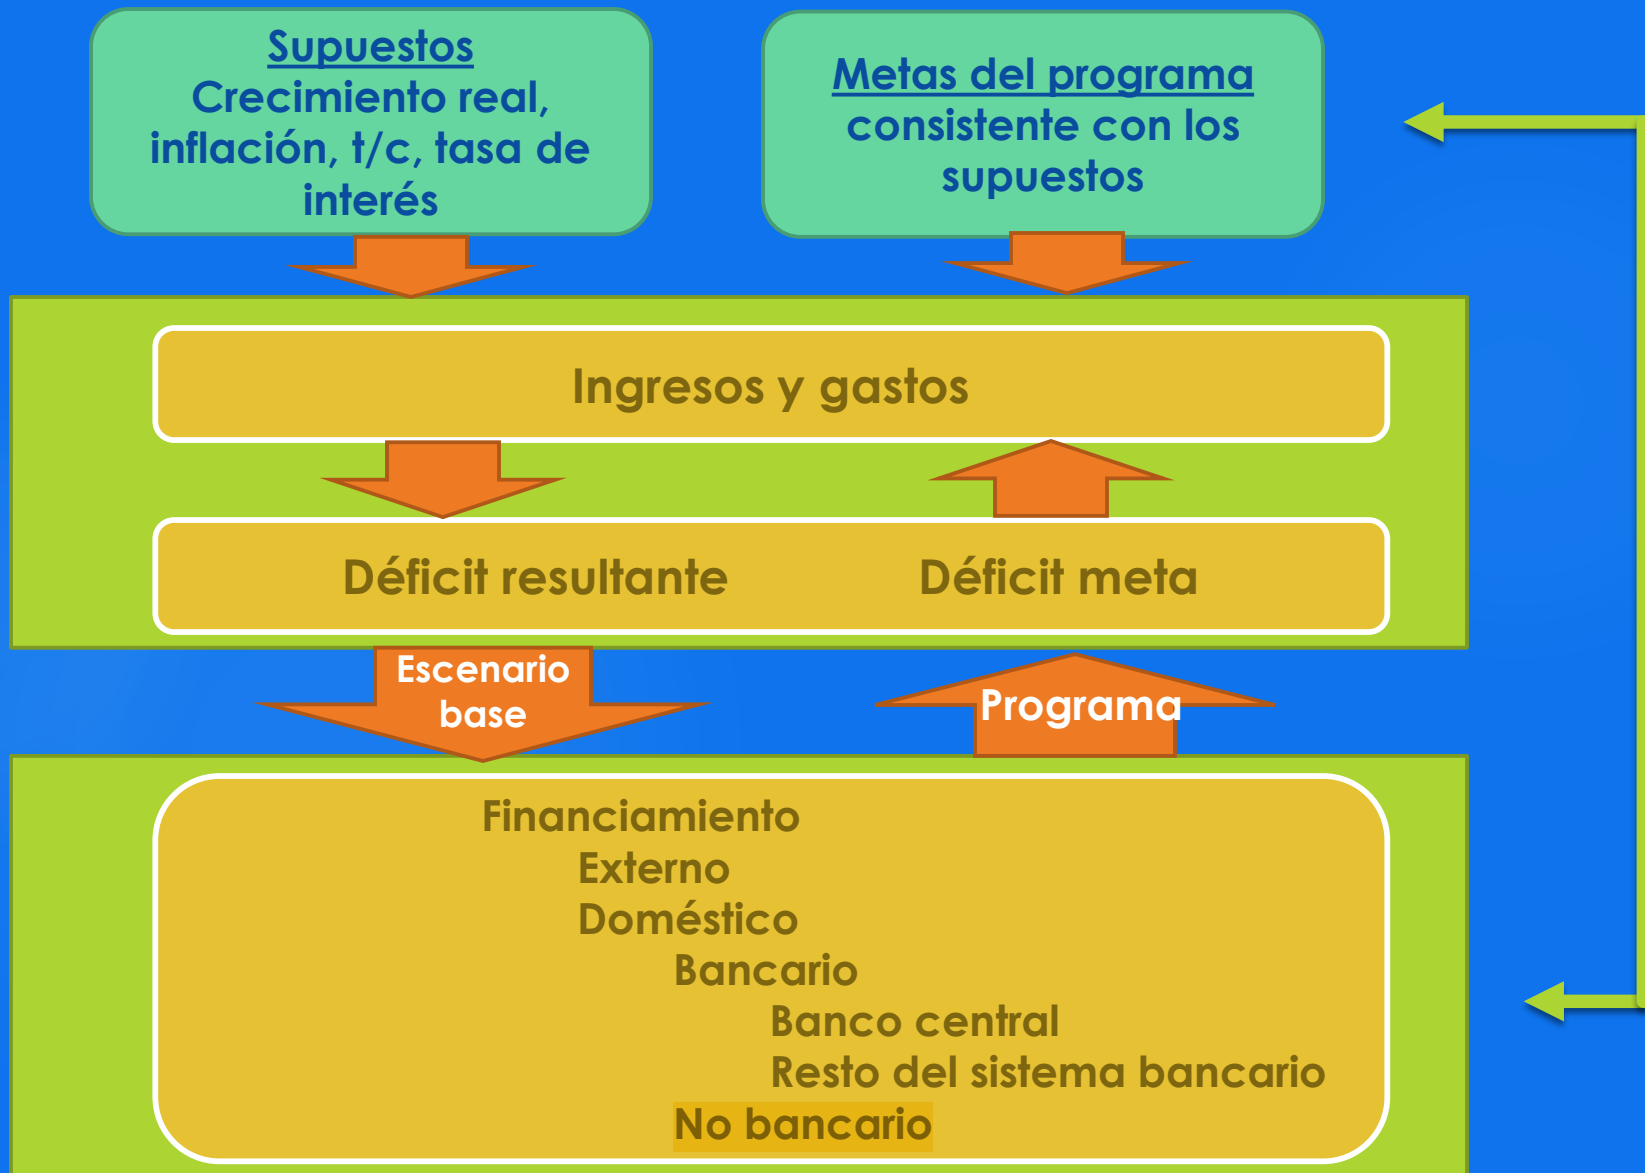 Supuestos
Crecimiento real,
inflación, t/c, tasa de
interés
Metas del programa
consistente con los
supuestos
Ingresos y gastos
Déficit resultante
Déficit meta
Escenario
base
Programa
Financiamiento
Externo
Doméstico
Bancario
Banco central
Resto del sistema bancario
No bancario